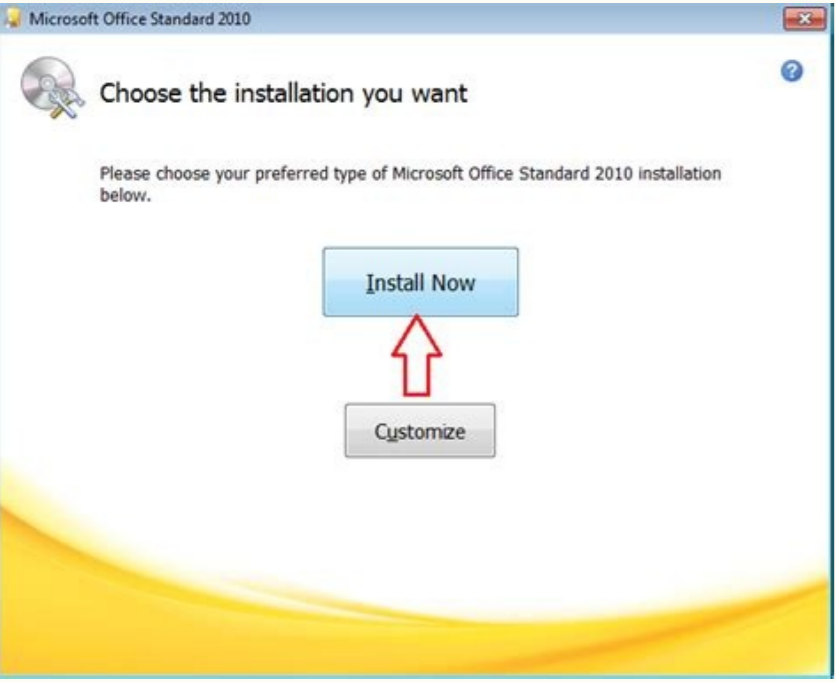 Microsoft Office Standard 2010
Choose the installation you want
Please choose your preferred type of Microsoft Office Standard 2010 installation
below.
Install Now
Customize